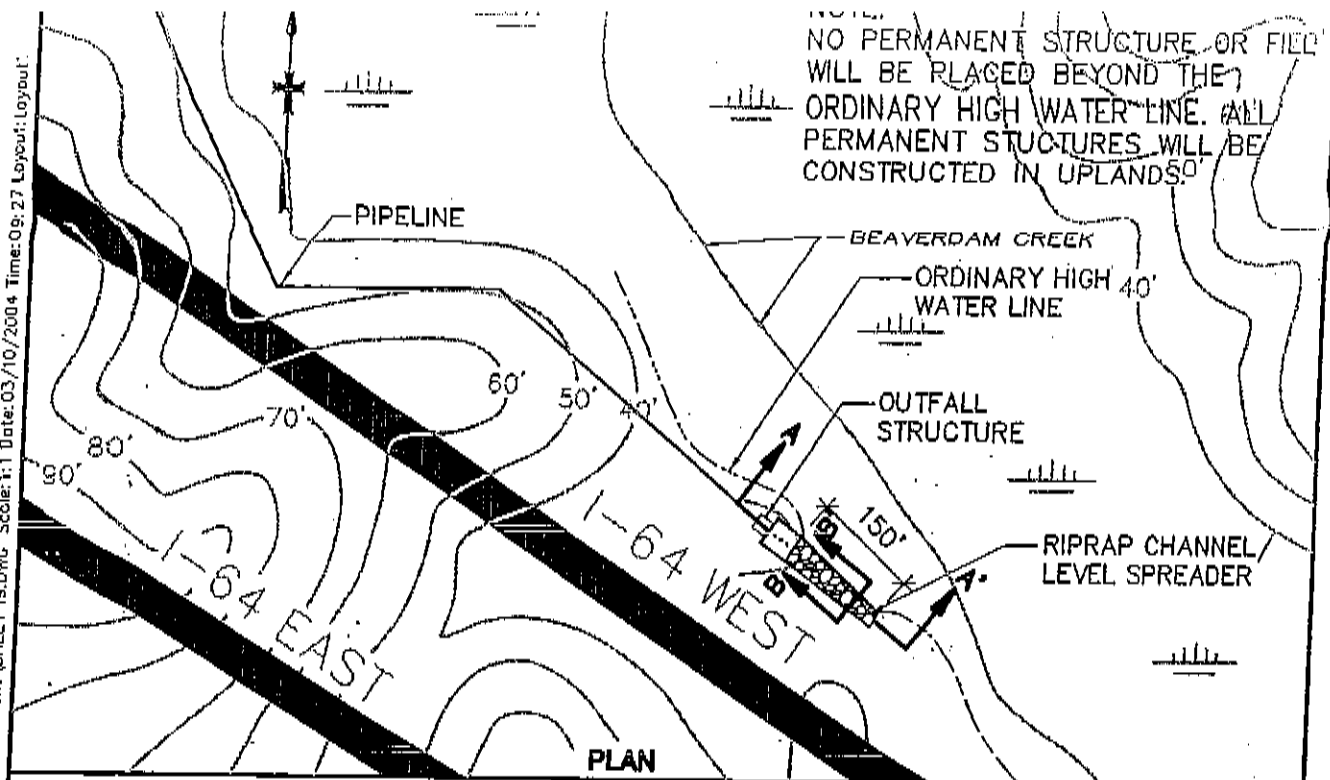 NOTE:
NO PERMANENT STRUCTURE OR FILL
WILL BE PLACED BEYOND THE
ORDINARY HIGH WATER LINE. ALL
PERMANENT STUCTURES WILL BE
CONSTRUCTED IN UPLANDS.
50'
PIPELINE
BEAVERDAM CREEK
ORDINARY HIGH
WATER LINE
40'
60'
50'
40'
70'
80'
90'
OUTFALL
STRUCTURE
A
150'
B
B
A'
RIPRAP CHANNEL
LEVEL SPREADER
I-64 WEST
I-64 EAST
PLAN
Scale: 1:1 Date: 03/10/2004 Time: 09:27 Layout: Layout1